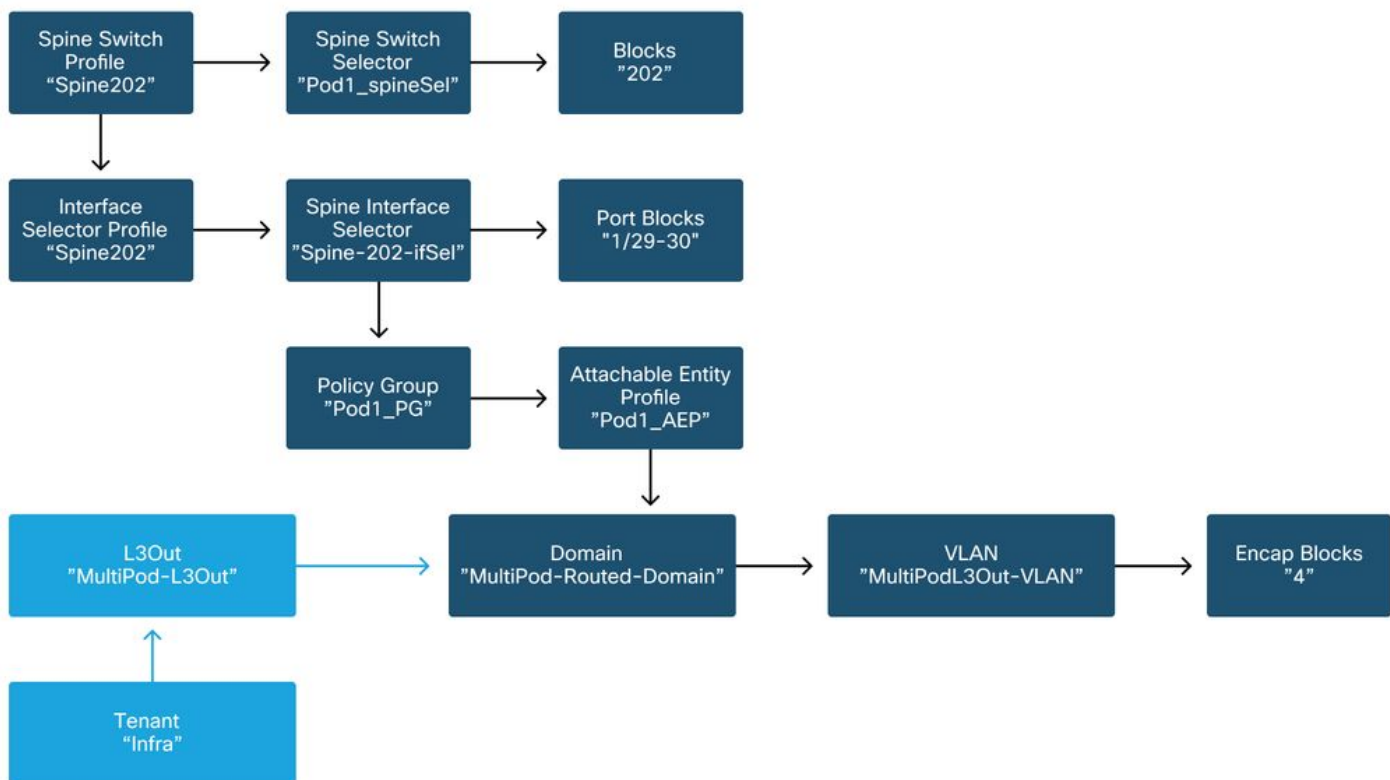 Spine Switch
Profile
“Spine202”
Spine Switch
Selector
”Pod1_spineSel”
Blocks
”202”
Interface
Selector Profile
“Spine202”
Spine Interface
Selector
”Spine-202-ifSel”
Port Blocks
"1/29-30"
Policy Group
”Pod1_PG”
Attachable Entity
Profile
”Pod1_AEP”
L3Out
”MultiPod-L3Out”
Domain
”MultiPod-Routed-Domain”
VLAN
”MultiPodL3Out-VLAN”
Encap Blocks
”4”
Tenant
“Infra”